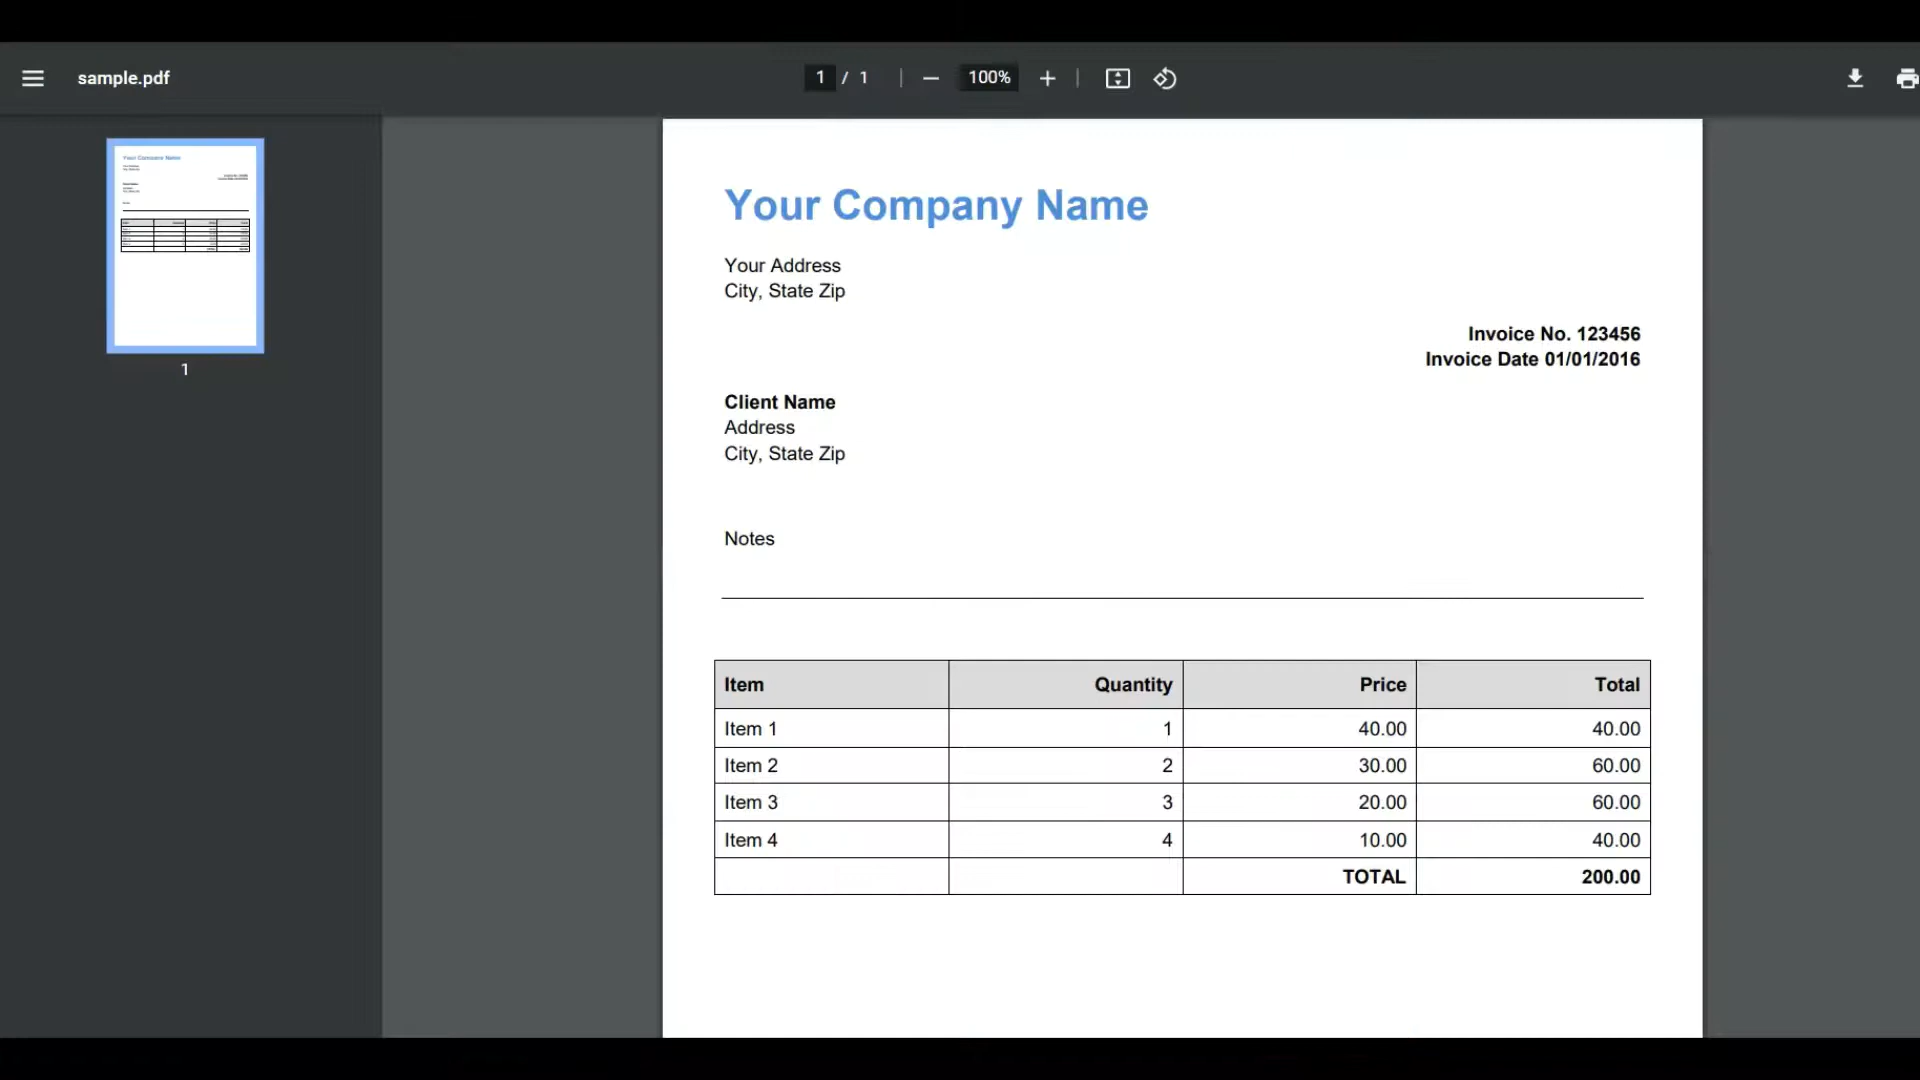 sample.pdf
1 / 1
100%
1
Your Company Name
Your Address
City, State Zip
Invoice No. 123456
Invoice Date 01/01/2016
Client Name
Address
City, State Zip
Notes
Item Quantity Price Total
Item 1 1 40.00 40.00
Item 2 2 30.00 60.00
Item 3 3 20.00 60.00
Item 4 4 10.00 40.00
TOTAL 200.00